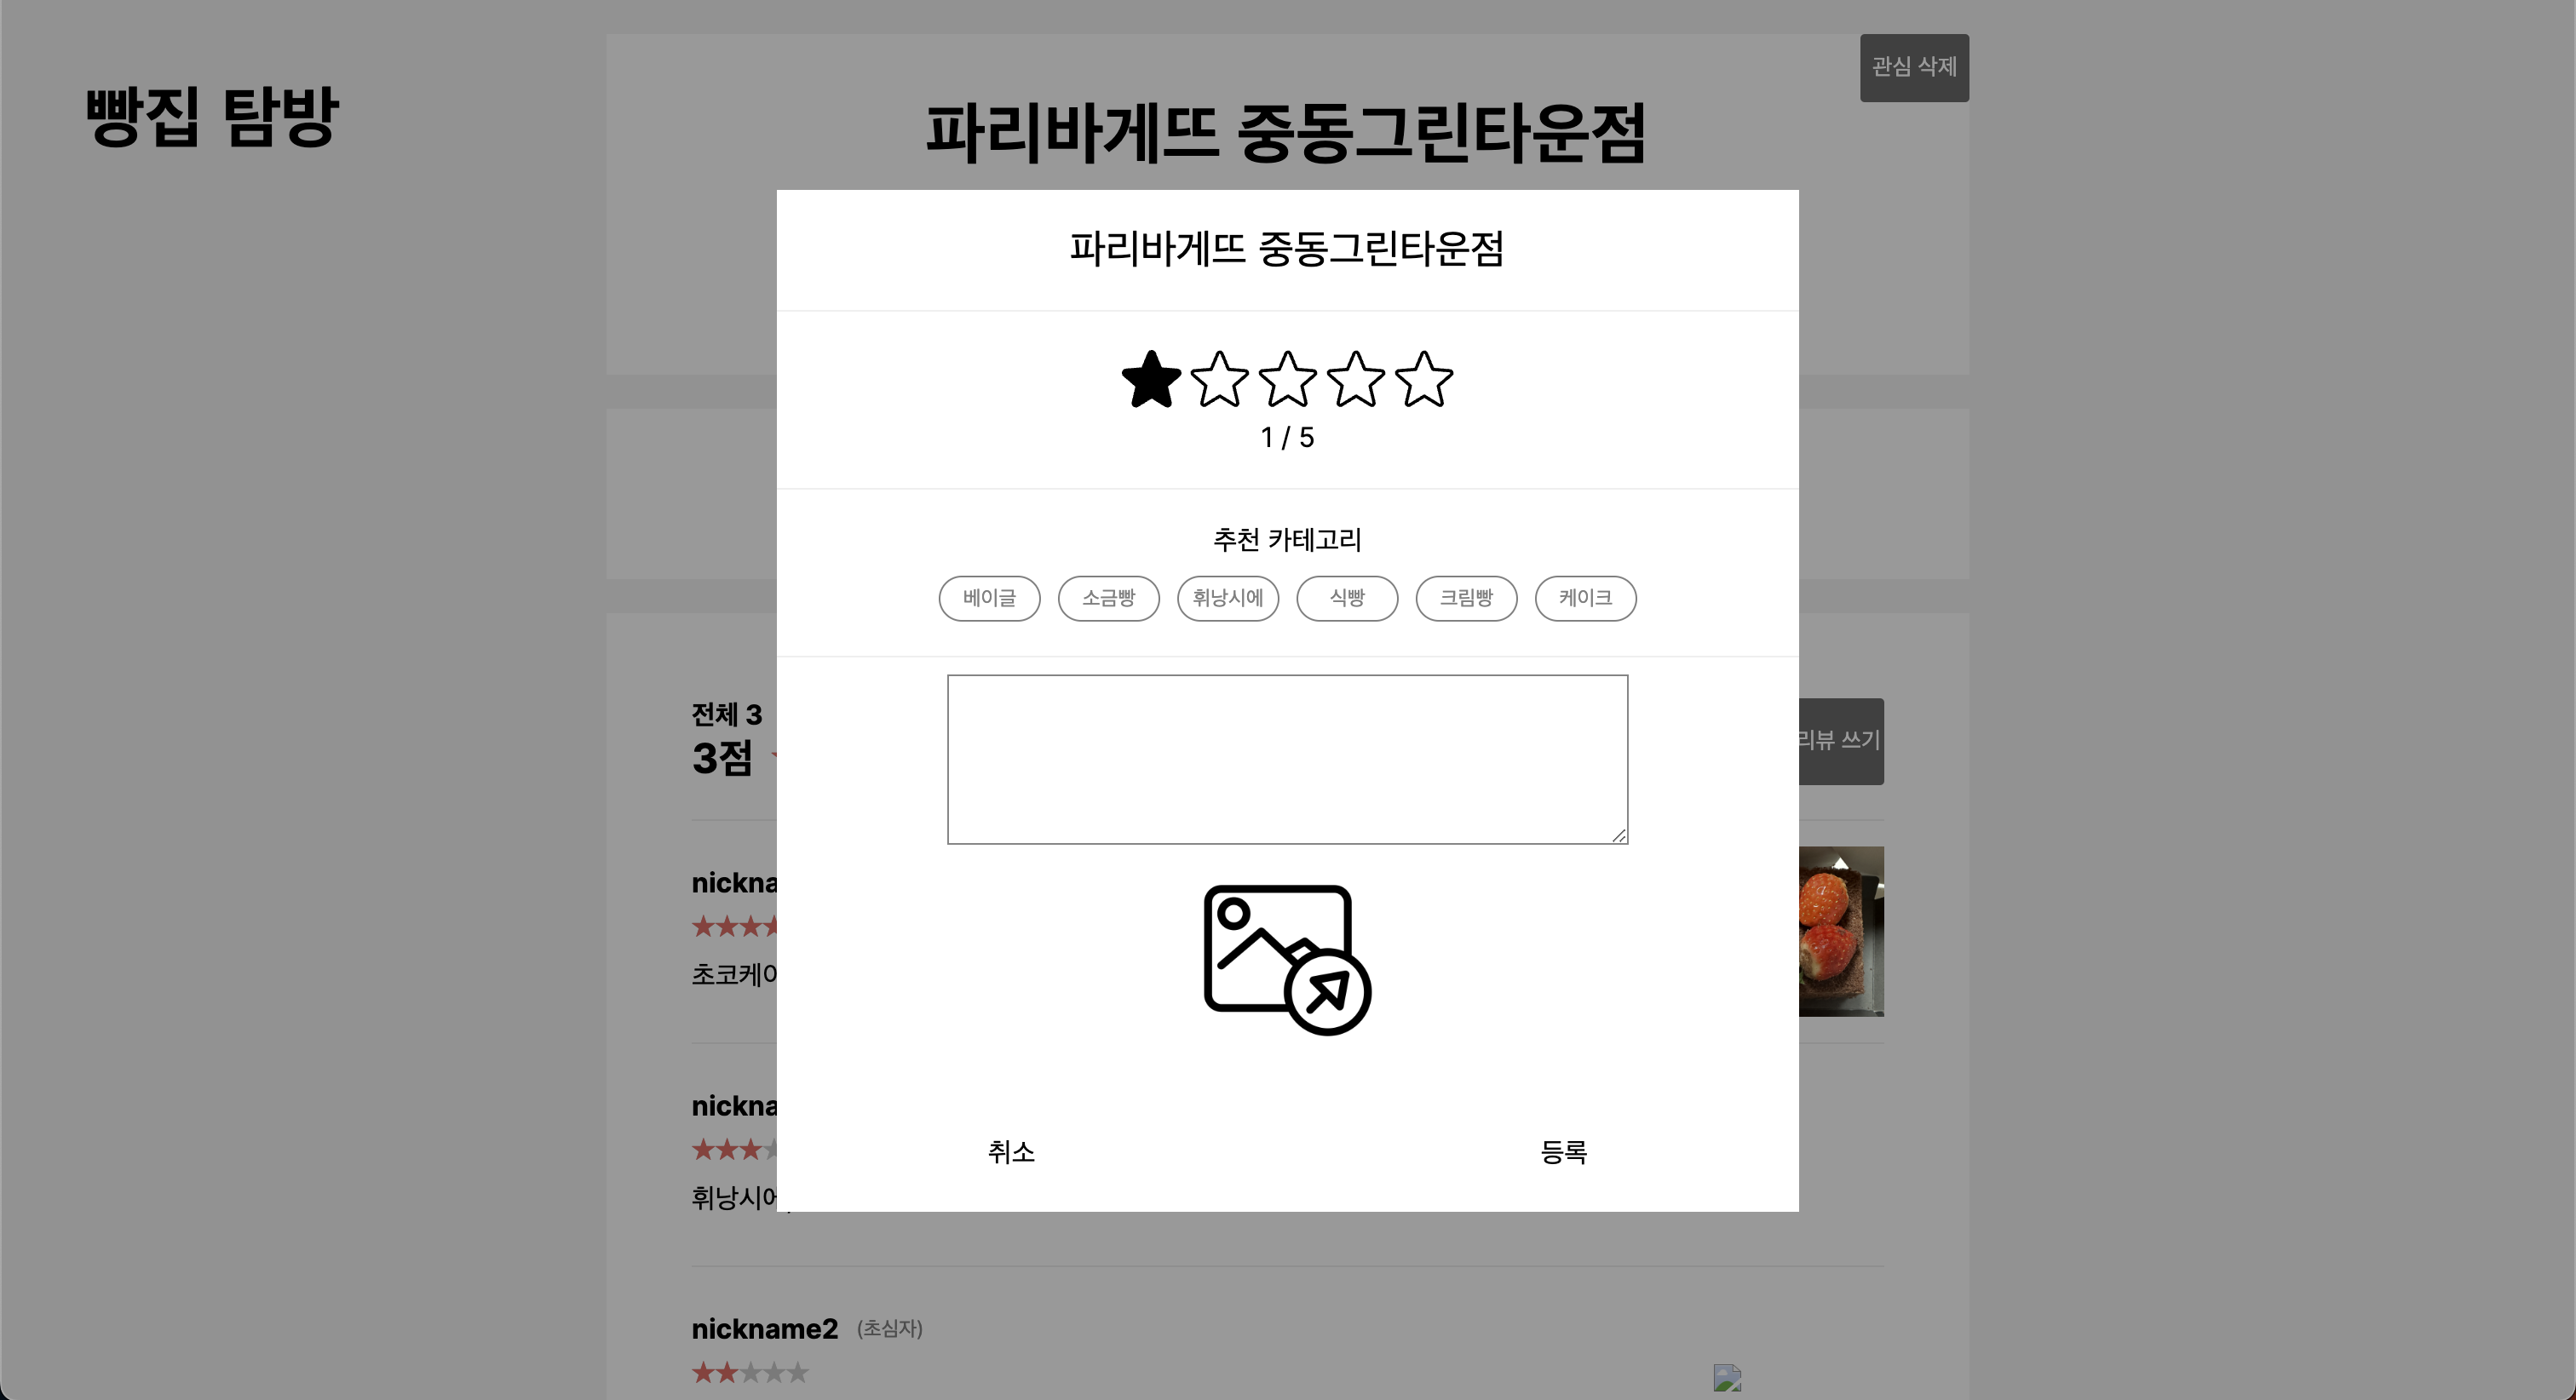 빵집 탐방
관심 삭제
파리바게뜨 중동그린타운점
파리바게뜨 중동그린타운점
1 / 5
추천 카테고리
베이글 소금빵 휘낭시에 식빵 크림빵 케이크
전체 3
3점
리뷰 쓰기
초코케이
휘낭시에
취소 등록
nickname2 (초심자)